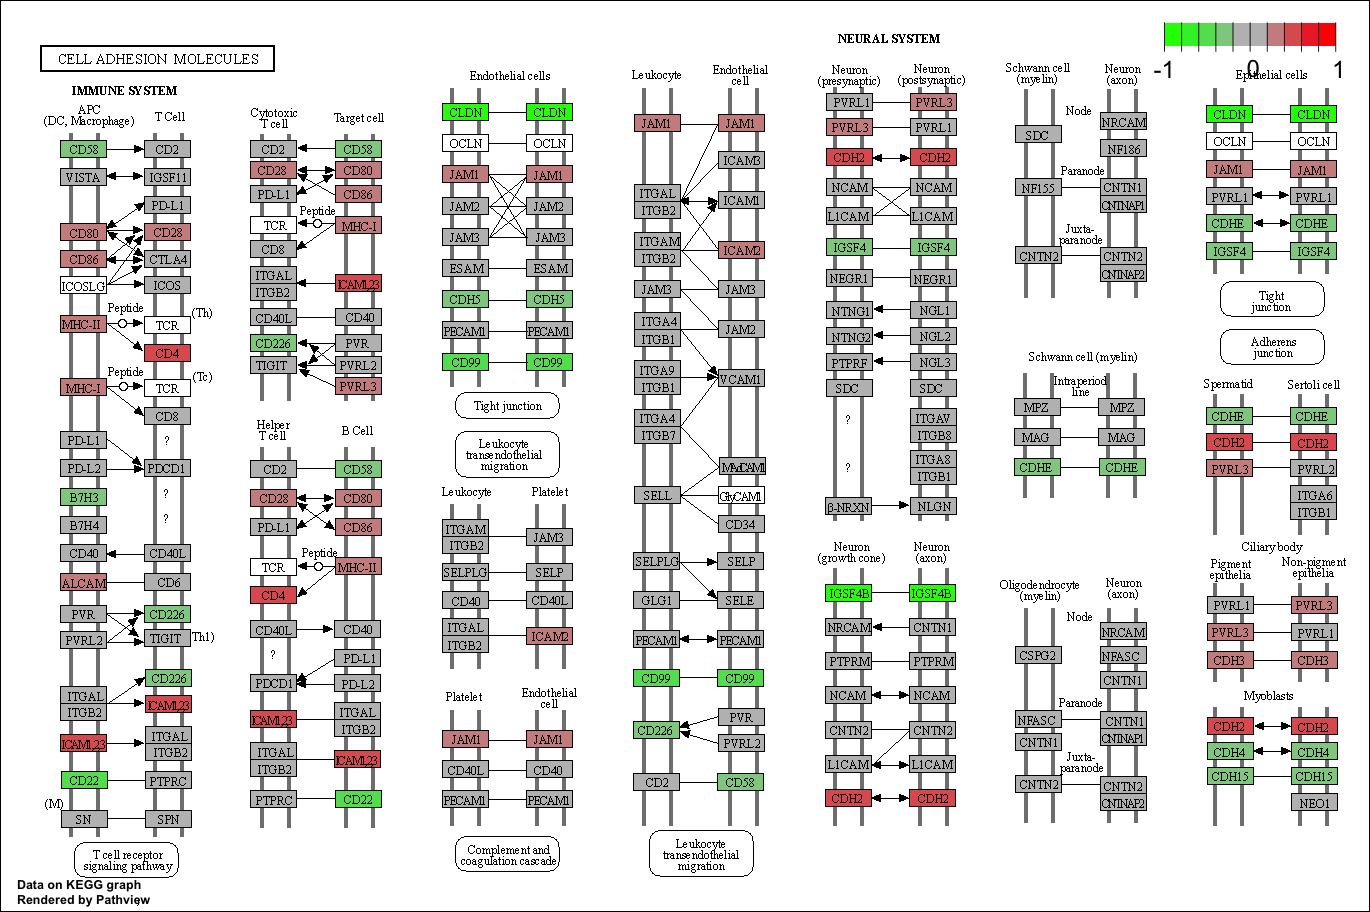 CELL ADHESION MOLECULES
IMMUNE SYSTEM
APC
(DC, Macrophage)
T Cell
CD58
CD2
VISTA
IGSF11
PD-L1
CD80
CD28
CD86
CTLA4
ICOSLG
ICOS
Peptide
(Th)
MHC-II
TCR
CD4
Peptide
(Tc)
MHC-I
TCR
CD8
PD-L1
?
PD-L2
PDCD1
B7H3
?
B7H4
?
CD40
CD40L
ALCAM
CD6
PVR
CD226
PVRL2
TIGIT
Th1)
CD226
ITGAL
ITGB2
ICAM1,23
ICAM1,23
ITGAL
ITGB2
CD22
PTPRC
(M)
SN
SPN
T cell receptor
signaling pathway
Data on KEGG graph
Rendered by Pathview
Cytotoxic
T cell
Target cell
CD2
CD58
CD28
CD80
PD-L1
CD86
Peptide
TCR
MHC-I
CD8
ITGAL
ITGB2
ICAM1,23
CD40L
CD40
CD226
PVR
TIGIT
PVRL2
PVRL3
Helper
T cell
B Cell
CD2
CD58
CD28
CD80
PD-L1
CD86
Peptide
TCR
MHC-II
CD4
CD40L
CD40
?
PD-L1
PDCD1
PD-L2
ICAM1,23
ITGAL
ITGB2
ITGAL
ITGB2
ICAM1,23
PTPRC
CD22
Endothelial cells
CLDN
CLDN
OCLN
OCLN
JAM1
JAM1
JAM2
JAM2
JAM3
JAM3
ESAM
ESAM
CDH5
CDH5
PECAM1
PECAM1
CD99
CD99
Tight junction
Leukocyte
transendothelial
migration
Leukocyte
Platelet
ITGAM
ITGB2
JAM3
SELPLG
SELP
CD40
CD40L
ITGAL
ITGB2
ICAM2
Platelet
Endothelial
cell
JAM1
JAM1
CD40L
CD40
PECAM1
PECAM1
Complement and
coagulation cascade
Leukocyte
Endothelial
cell
JAM1
JAM1
ICAM3
ITGAL
ITGB2
ICAM1
ITGAM
ITGB2
ICAM2
JAM3
JAM3
ITGA4
ITGB1
JAM2
ITGA9
ITGB1
VCAM1
ITGA4
ITGB7
MAdCAM1
SELL
GlyCAM1
CD34
SELPLG
SELP
GLG1
SELE
PECAM1
PECAM1
CD99
CD99
CD226
PVR
PVRL2
CD2
CD58
Leukocyte
transendothelial
migration
NEURAL SYSTEM
Neuron
(presynaptic)
Neuron
(postsynaptic)
PVRL1
PVRL3
PVRL3
PVRL1
CDH2
CDH2
NCAM
NCAM
L1CAM
L1CAM
IGSF4
IGSF4
NEGR1
NEGR1
NTNG1
NGL1
NTNG2
NGL2
PTPRF
NGL3
SDC
SDC
?
ITGAV
ITGB8
?
ITGA8
ITGB1
β-NRXN
NLGN
Neuron
(growth cone)
Neuron
(axon)
IGSF4B
IGSF4B
NRCAM
CNTN1
PTPRM
PTPRM
NCAM
NCAM
CNTN2
CNTN2
L1CAM
L1CAM
CDH2
CDH2
Schwann cell
(myelin)
Neuron
(axon)
Node
NRCAM
SDC
NF186
Paranode
NF155
CNTN1
CNTNAP1
Juxta-
paranode
CNTN2
CNTN2
CNTNAP2
Schwann cell (myelin)
Intraperiod
line
MPZ
MPZ
MAG
MAG
CDHE
CDHE
Oligodendrocyte
(myelin)
Neuron
(axon)
Node
NRCAM
CSPG2
NFASC
CNTN1
Paranode
NFASC
CNTN1
CNTN1
CNTNAP1
Juxta-
paranode
CNTN2
CNTN2
CNTNAP2
-1
0
1
Epithelial cells
CLDN
CLDN
OCLN
OCLN
JAM1
JAM1
PVRL1
PVRL1
CDHE
CDHE
IGSF4
IGSF4
Tight
junction
Adherens
junction
Spermatid
Sertoli cell
CDHE
CDHE
CDH2
CDH2
PVRL3
PVRL2
ITGA6
ITGB1
Ciliary body
Pigment
epithelia
Non-pigment
epithelia
PVRL1
PVRL3
PVRL3
PVRL1
CDH3
CDH3
Myoblasts
CDH2
CDH2
CDH4
CDH4
CDH15
CDH15
NEO1